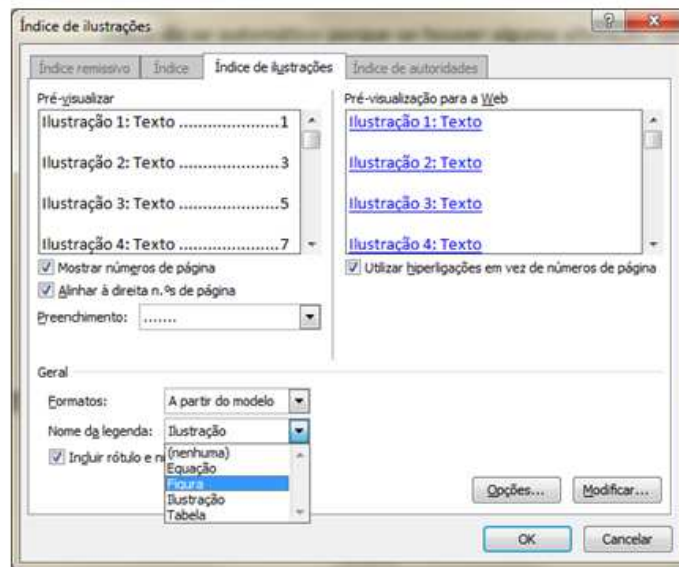 Índice de ilustrações
Índice remissivo
Índice
Índice de ilustrações
Índice de autoridades
Pré-visualizar
Ilustração 1: Texto ......................1
Ilustração 2: Texto ......................3
Ilustração 3: Texto ......................5
Ilustração 4: Texto ......................7
Mostrar números de página
Alinhar à direita n.ºs de página
Preenchimento: .......
Pré-visualização para a Web
Ilustração 1: Texto
Ilustração 2: Texto
Ilustração 3: Texto
Ilustração 4: Texto
Utilizar hiperligações em vez de números de página
Geral
Formatos: A partir do modelo
Nome da legenda: Ilustração
Incluir rótulo e
(nenhuma)
Equação
Figura
Ilustração
Tabela
Opções...
Modificar...
OK
Cancelar